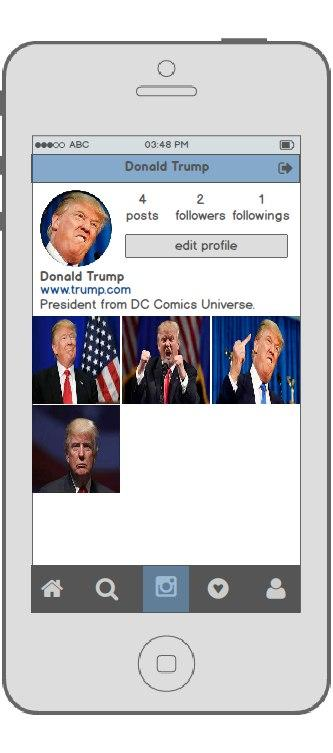 ABC 03:48 PM
Donald Trump
4 2 1
posts followers followings
edit profile
Donald Trump
www.trump.com
President from DC Comics Universe.